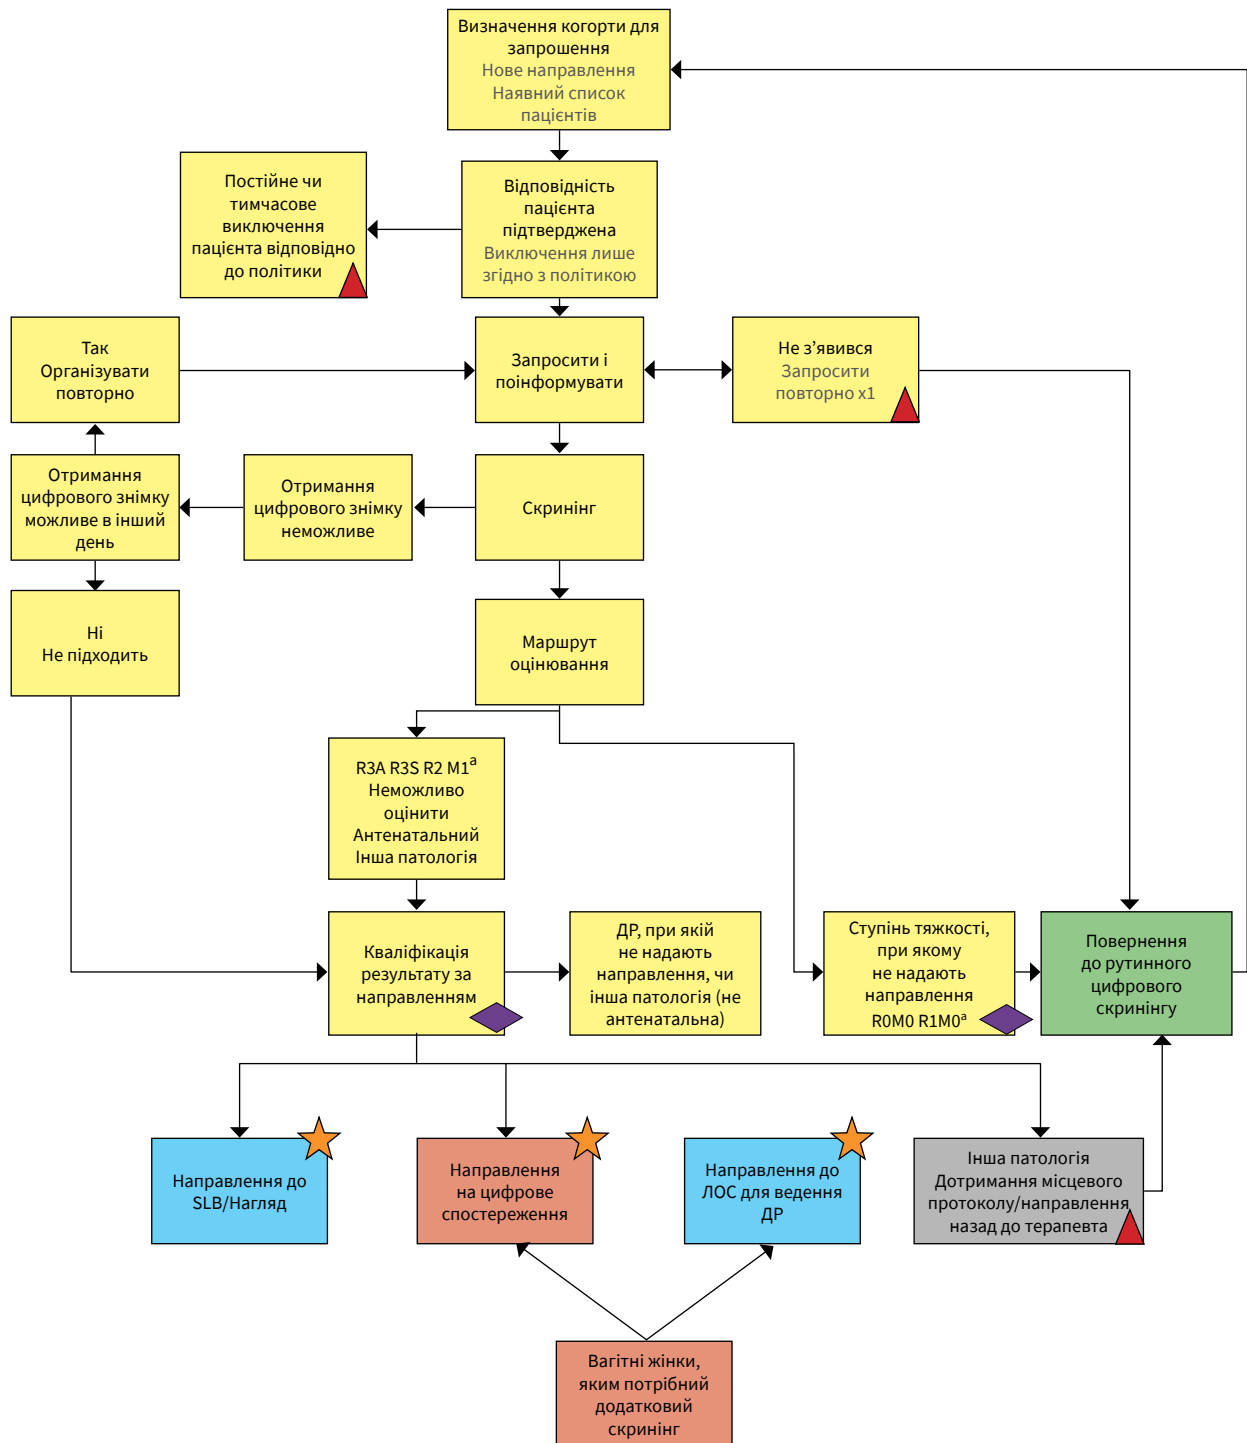 Визначення когорти для
запрошення
Нове направлення
Наявний список
пацієнтів
Постійне чи
тимчасове
виключення
пацієнта відповідно
до політики
Відповідність
пацієнта
підтверджена
Виключення лише
згідно з політикою
Так
Організувати
повторно
Запросити і
поінформувати
Не з’явився
Запросити
повторно x1
Отримання
цифрового знімку
можливе в інший
день
Отримання
цифрового знімку
неможливе
Скринінг
Ні
Не підходить
Маршрут
оцінювання
R3A R3S R2 M1ᵃ
Неможливо
оцінити
Антенатальний
Інша патологія
Кваліфікація
результату за
направленням
ДР, при якій
не надають
направлення, чи
інша патологія (не
антенатальна)
Ступінь тяжкості,
при якому
не надають
направлення
R0M0 R1M0ᵃ
Повернення
до рутинного
цифрового
скринінгу
Направлення до
SLB/Нагляд
Направлення
на цифрове
спостереження
Направлення до
ЛОС для ведення
ДР
Інша патологія
Дотримання місцевого
протоколу/направлення
назад до терапевта
Вагітні жінки,
яким потрібний
додатковий
скринінг